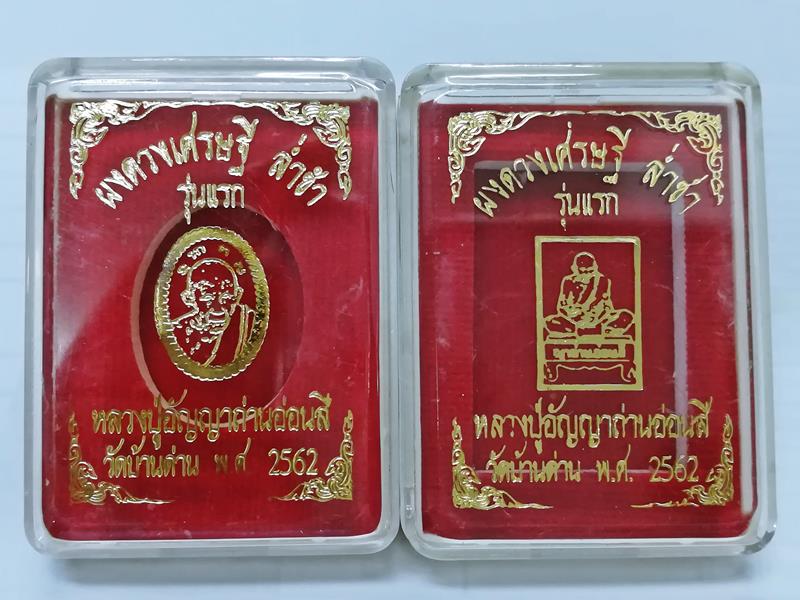 ผงดวงเศรษฐี ล่ำซำ
รุ่นแรก
หลวงปู่อัญญาถ่านอ่อนสี
วัดบ้านด่าน พ ศ 2562
ผงดวงเศรษฐี ล่ำซำ
รุ่นแรก
หลวงปู่อัญญาถ่านอ่อนสี
วัดบ้านด่าน พ.ศ. 2562